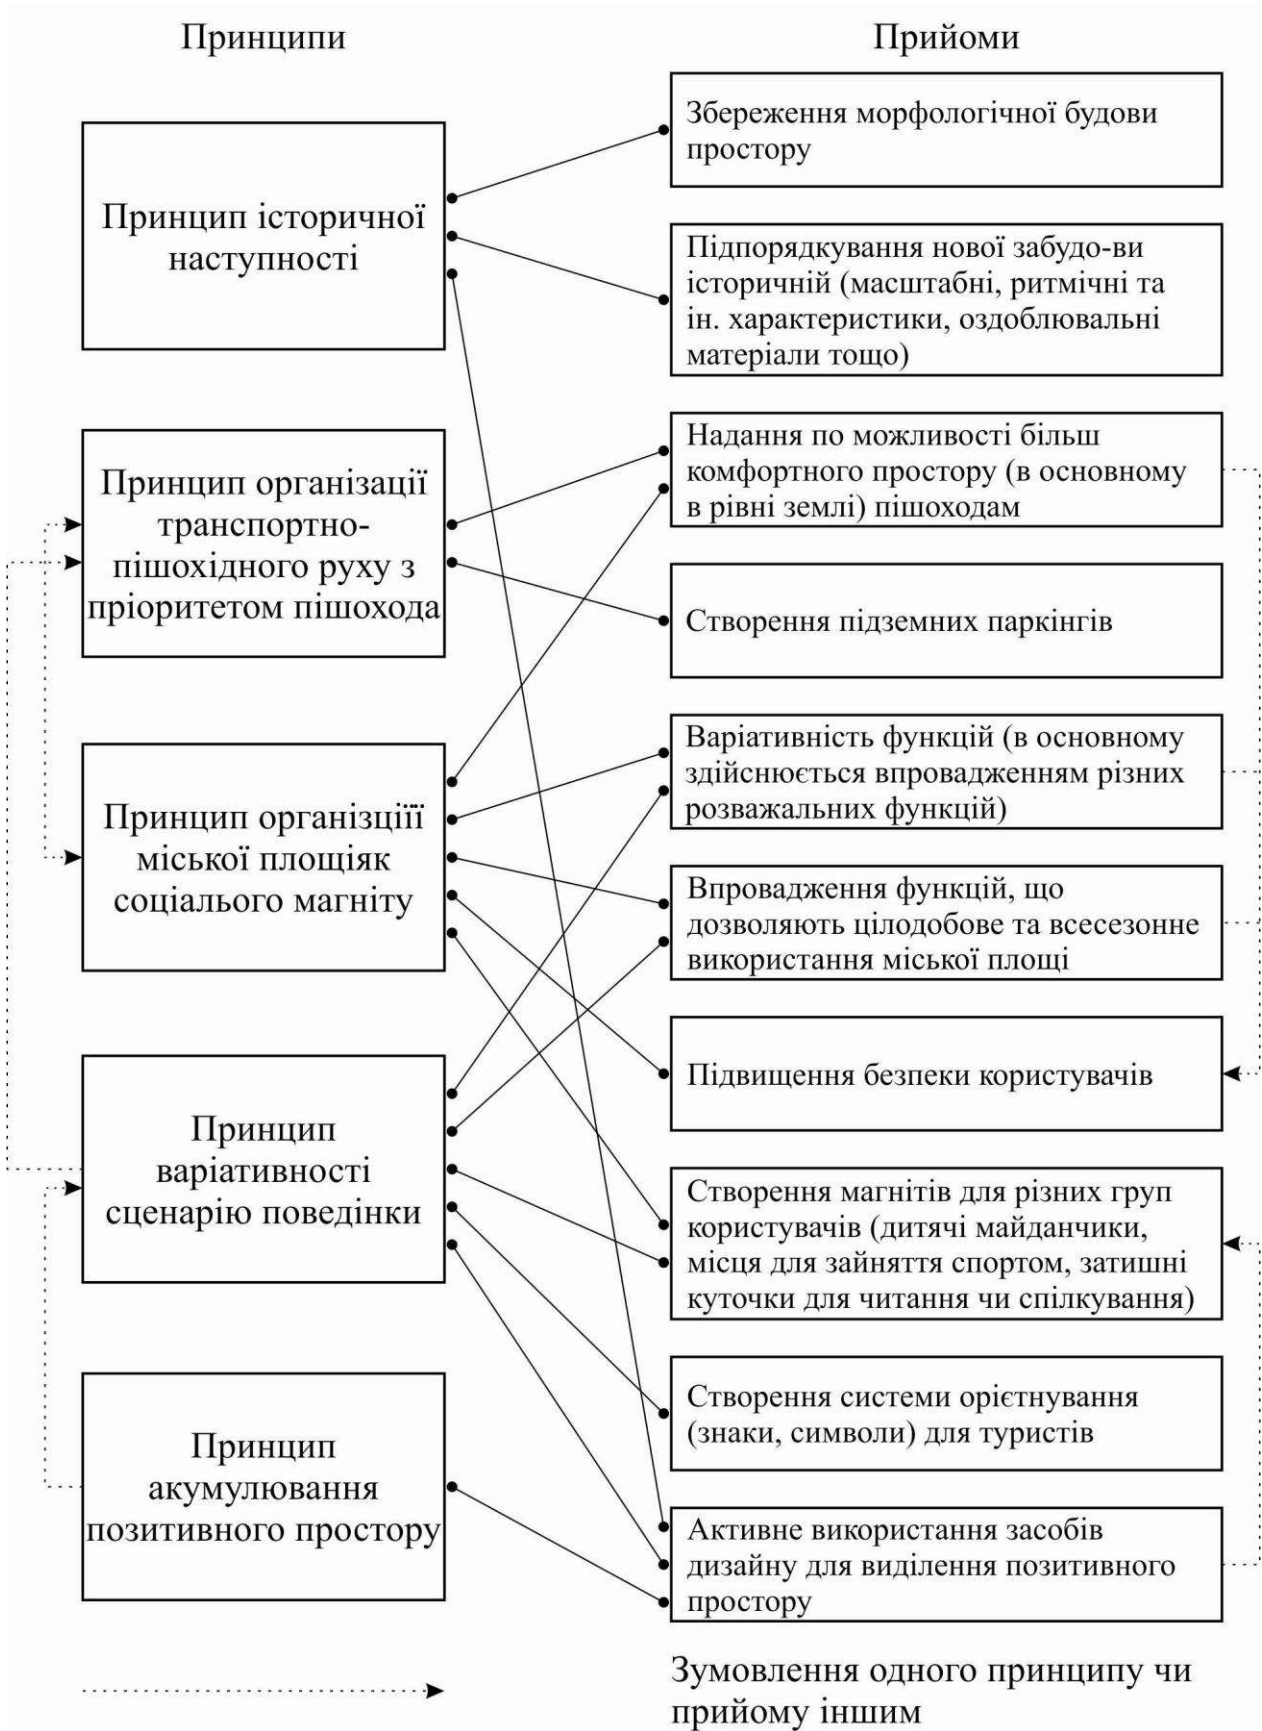 Принципи
Прийоми
Принцип історичної
наступності
Принцип організації
транспортно-
пішохідного руху з
пріоритетом пішохода
Принцип організціїї
міської площіяк
соціального магніту
Принцип
варіативності
сценарію поведінки
Принцип
акумулювання
позитивного простору
Збереження морфологічної будови
простору
Підпорядкування нової забудо-ви
історичній (масштабні, ритмічні та
ін. характеристики, оздоблювальні
матеріали тощо)
Надання по можливості більш
комфортного простору (в основному
в рівні землі) пішоходам
Створення підземних паркінгів
Варіативність функцій (в основному
здійснюється впровадженням різних
розважальних функцій)
Впровадження функцій, що
дозволяють цілодобове та всесезонне
використання міської площі
Підвищення безпеки користувачів
Створення магнітів для різних груп
користувачів (дитячі майданчики,
місця для зайняття спортом, затишні
куточки для читання чи спілкування)
Створення системи орієтнування
(знаки, символи) для туристів
Активне використання засобів
дизайну для виділення позитивного
простору
Зумовлення одного принципу чи
прийому іншим